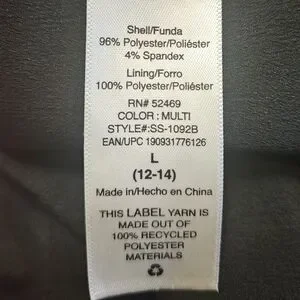 Shell/Funda
96% Polyester/Poliéster
4% Spandex
Lining/Forro
100% Polyester/Poliéster
RN# 52469
COLOR : MULTI
STYLE#:SS-1092B
EAN/UPC 190931776126
L
(12-14)
Made in/Hecho en China
THIS LABEL YARN IS
MADE OUT OF
100% RECYCLED
POLYESTER
MATERIALS